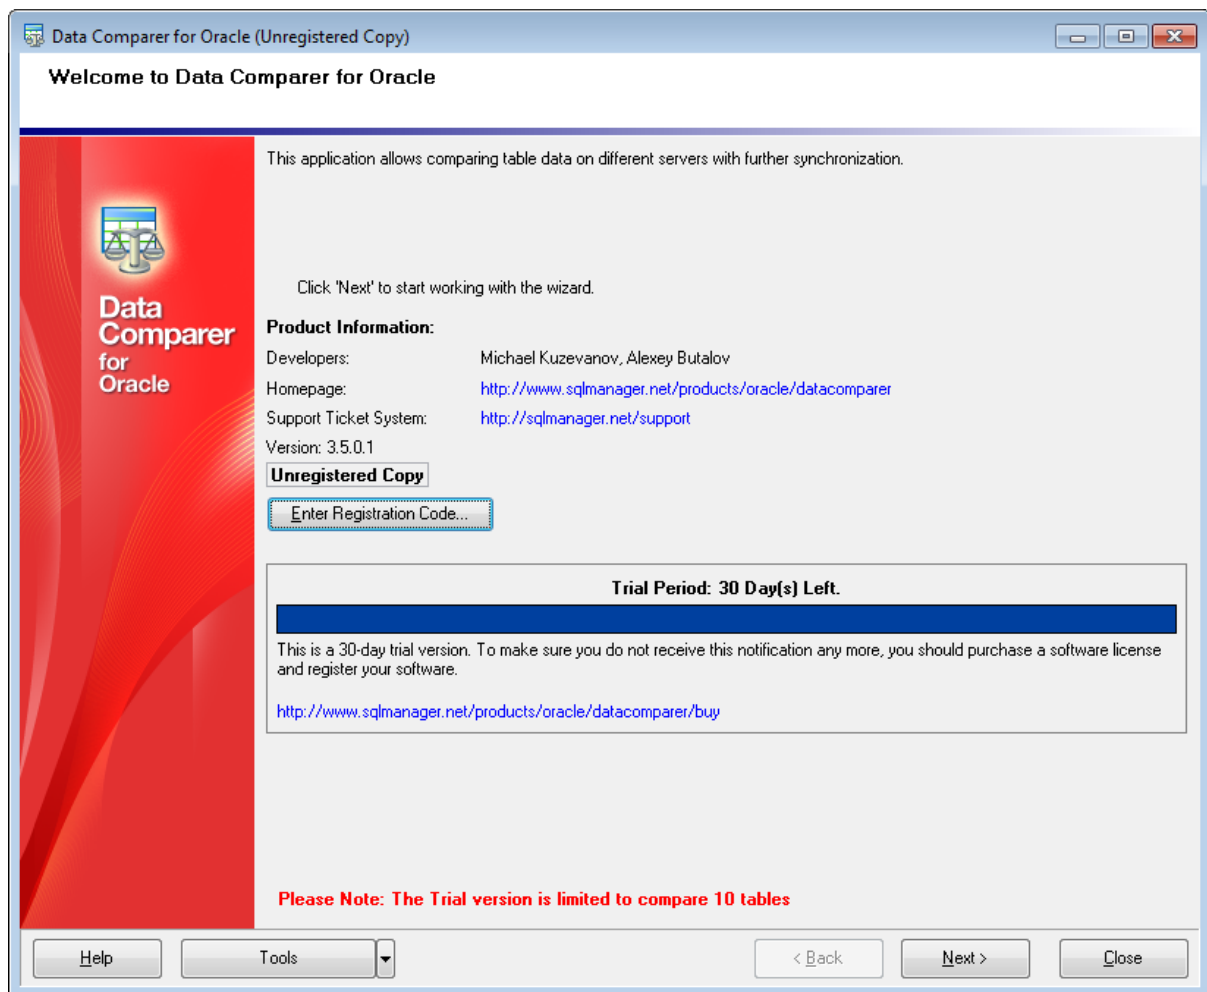 Data Comparer for Oracle (Unregistered Copy)
Welcome to Data Comparer for Oracle
Data
Comparer
for
Oracle
This application allows comparing table data on different servers with further synchronization.
Click 'Next' to start working with the wizard.
Product Information:
Developers: Michael Kuzevanov, Alexey Butalov
Homepage: http://www.sqlmanager.net/products/oracle/datacomparer
Support Ticket System: http://sqlmanager.net/support
Version: 3.5.0.1
Unregistered Copy
Enter Registration Code...
Trial Period: 30 Day(s) Left.
This is a 30-day trial version. To make sure you do not receive this notification any more, you should purchase a software license
and register your software.
http://www.sqlmanager.net/products/oracle/datacomparer/buy
Please Note: The Trial version is limited to compare 10 tables
Help Tools < Back Next > Close